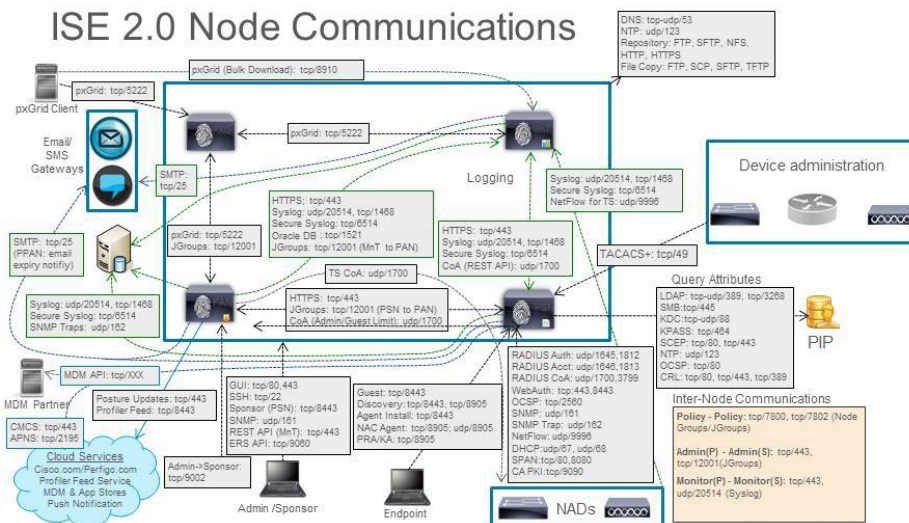 ISE 2.0 Node Communications
DNS: tcp-udp/53
NTP: udp/123
Repository: FTP, SFTP, NFS,
HTTP, HTTPS
File Copy: FTP, SCP, SFTP, TFTP
pxGrid (Bulk Download): tcp/8910
pxGrid: tcp/5222
pxGrid Client
pxGrid: tcp/5222
Email/
SMS
Gateways
SMTP:
tcp/25
Logging
Syslog: udp/20514, tcp/1468
Secure Syslog: tcp/6514
NetFlow for TS: udp/9996
Device administration
HTTPS: tcp/443
Syslog: udp/20514, tcp/1468
Secure Syslog: tcp/6514
Oracle DB : tcp/1521
JGroups: tcp/12001 (MnT to PAN)
SMTP: tcp/25
(PPAN: email
expiry notifiy)
pxGrid: tcp/5222
JGroups: tcp/12001
HTTPS: tcp/443
Syslog: udp/20514, tcp/1468
Secure Syslog: tcp/6514
CoA (REST API): udp/1700
TACACS+: tcp/49
TS CoA: udp/1700
Syslog: udp/20514, tcp/1468
Secure Syslog: tcp/6514
SNMP Traps: udp/162
HTTPS: tcp/443
JGroups: tcp/12001 (PSN to PAN)
CoA (Admin/Guest Limit): udp/1700
Query Attributes
LDAP: tcp-udp/389, tcp/3268
SMB:tcp/445
KDC:tcp-udp/88
KPASS: tcp/464
SCEP: tcp/80, tcp/443
NTP: udp/123
OCSP: tcp/80
CRL: tcp/80, tcp/443, tcp/389
PIP
MDM API: tcp/XXX
MDM Partner
Posture Updates: tcp/443
Profiler Feed: tcp/8443
CMCS: tcp/443
APNS: tcp/2195
Cloud Services
Cisco.com/Perfigo.com
Profiler Feed Service
MDM & App Stores
Push Notification
Admin->Sponsor:
tcp/9002
GUI: tcp/80,443
SSH: tcp/22
Sponsor (PSN): tcp/8443
SNMP: udp/161
REST API (MnT): tcp/443
ERS API: tcp/9060
Admin /Sponsor
Guest: tcp/8443
Discovery: tcp/8443, tcp/8905
Agent Install: tcp/8443
NAC Agent: tcp/8905; udp/8905
PRA/KA: tcp/8905
Endpoint
RADIUS Auth: udp/1645,1812
RADIUS Acct: udp/1646,1813
RADIUS CoA: udp/1700,3799
WebAuth: tcp:443,8443
OCSP: tcp/2560
SNMP: udp/161
SNMP Trap: udp/162
NetFlow: udp/9996
DHCP:udp/67, udp/68
SPAN:tcp/80,8080
CA PKI: tcp/9090
NADs
Inter-Node Communications
Policy - Policy: tcp/7800, tcp/7802 (Node
Groups/JGroups)
Admin(P) - Admin(S): tcp/443,
tcp/12001(JGroups)
Monitor(P) - Monitor(S): tcp/443,
udp/20514 (Syslog)